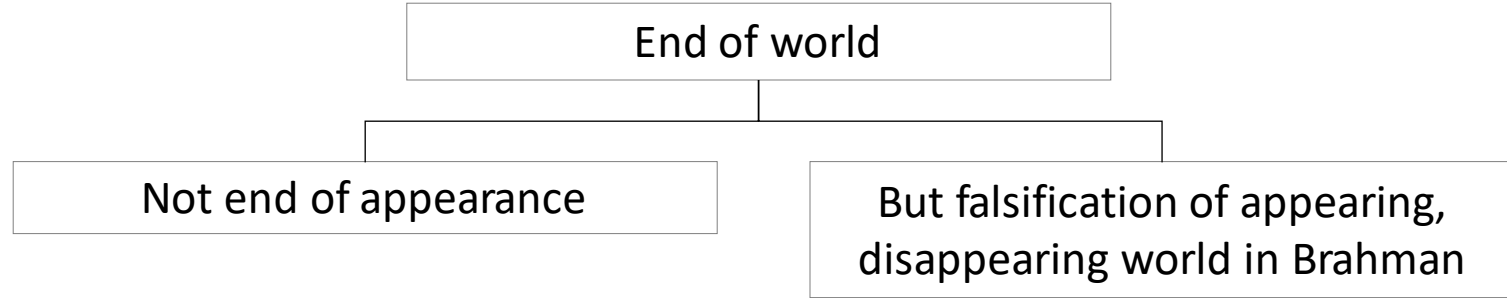 End of world
Not end of appearance
But falsification of appearing,
disappearing world in Brahman